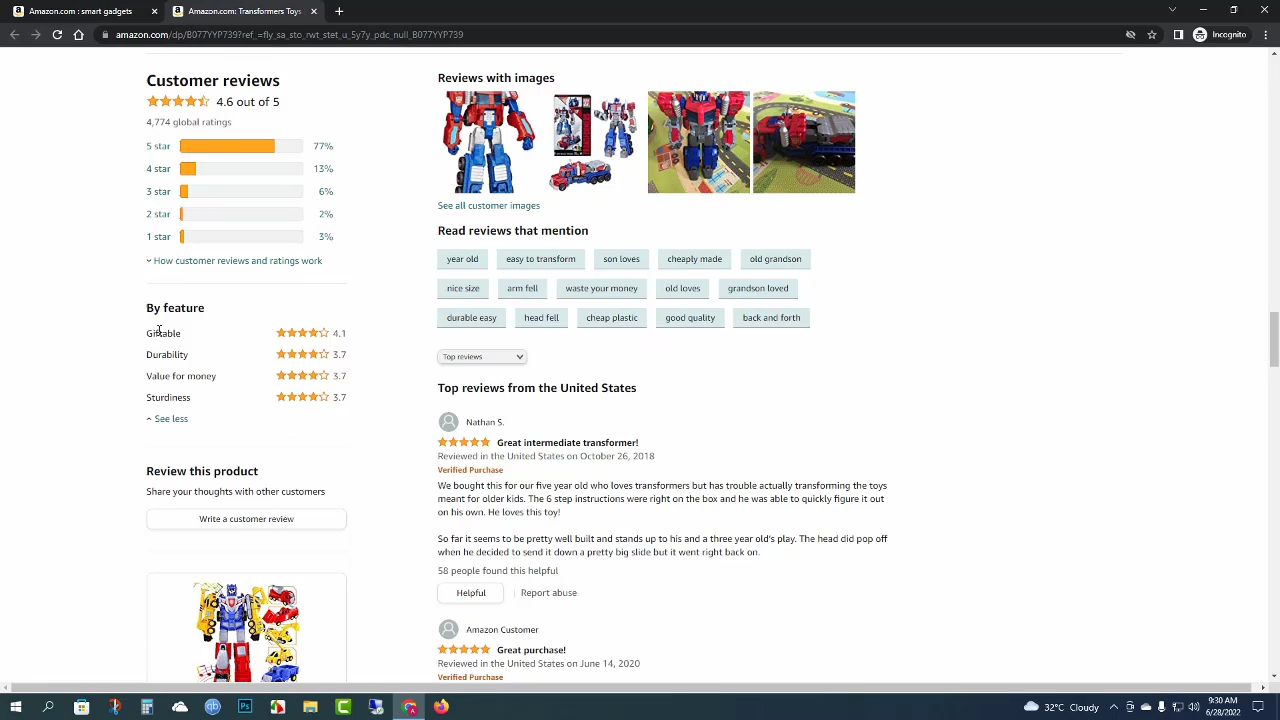 Amazon.com : smart gadgets
Amazon.com: Transformers Toys
amazon.com/dp/B077YYP739?ref_=fly_sa_sto_rwt_stet_u_5y7y_pdc_null_B077YYP739
Incognito
Customer reviews
4.6 out of 5
4,774 global ratings
5 star 77%
4 star 13%
3 star 6%
2 star 2%
1 star 3%
How customer reviews and ratings work
By feature
Giftable 4.1
Durability 3.7
Value for money 3.7
Sturdiness 3.7
See less
Review this product
Share your thoughts with other customers
Write a customer review
Reviews with images
See all customer images
Read reviews that mention
year old easy to transform son loves cheaply made old grandson
nice size arm fell waste your money old loves grandson loved
durable easy head fell cheap plastic good quality back and forth
Top reviews
Top reviews from the United States
Nathan S.
Great intermediate transformer!
Reviewed in the United States on October 26, 2018
Verified Purchase
We bought this for our five year old who loves transformers but has trouble actually transforming the toys
meant for older kids. The 6 step instructions were right on the box and he was able to quickly figure it out
on his own. He loves this toy!
So far it seems to be pretty well built and stands up to his and a three year old's play. The head did pop off
when he decided to send it down a pretty big slide but it went right back on.
58 people found this helpful
Helpful Report abuse
Amazon Customer
Great purchase!
Reviewed in the United States on June 14, 2020
Verified Purchase
32°C Cloudy
9:30 AM
6/28/2022